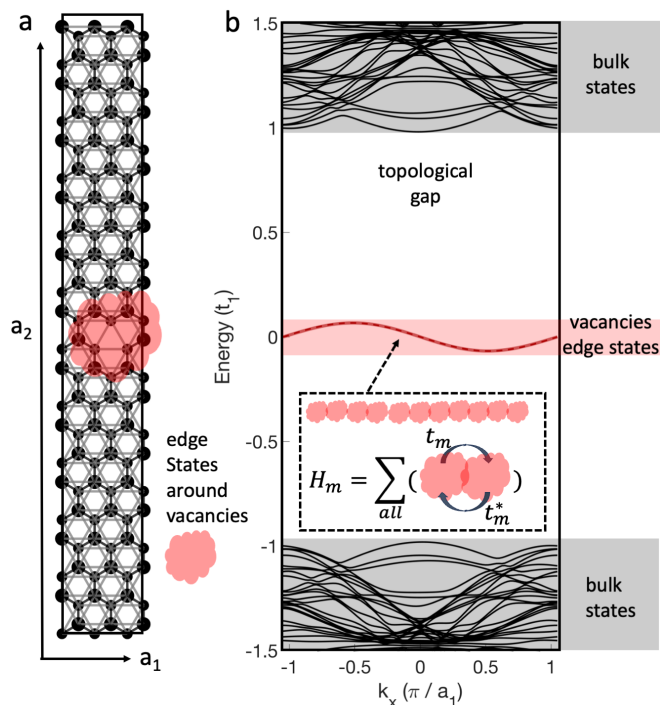 a
a₂
a₁
edge
States
around
vacancies
b
1.5
1
0.5
0
-0.5
-1
-1.5
Energy (t₁)
topological
gap
bulk
states
vacancies
edge states
tₘ
Hₘ = ∑ ( )
all
tₘ*
bulk
states
-1 -0.5 0 0.5 1
kₓ (π / a₁)